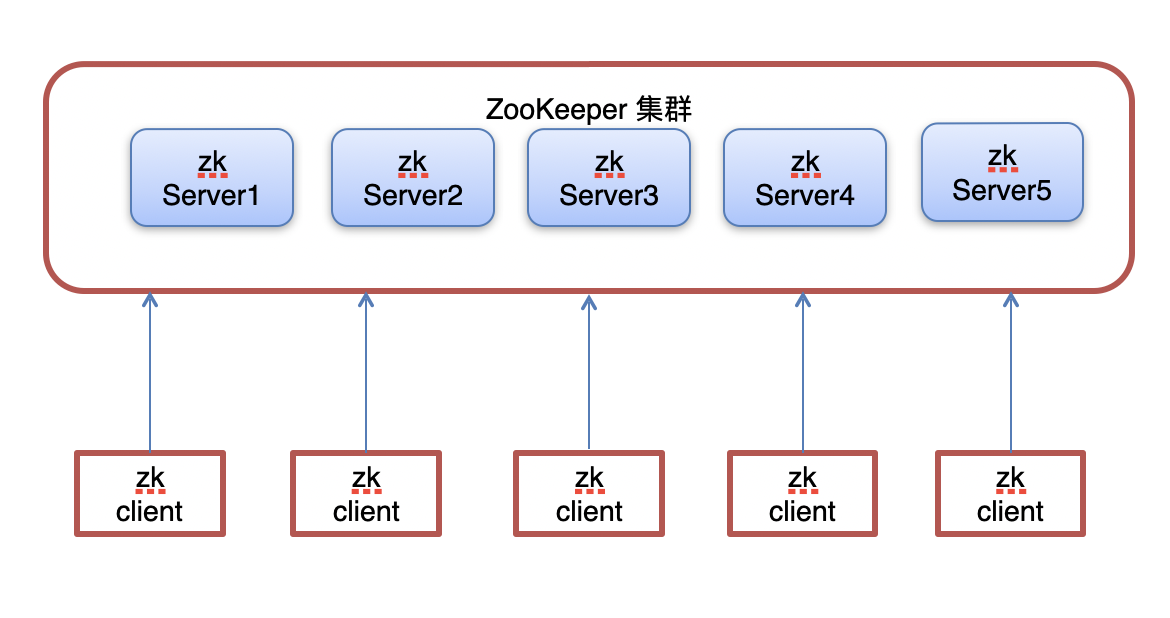 ZooKeeper 集群
zk
Server1
zk
Server2
zk
Server3
zk
Server4
zk
Server5
zk
client
zk
client
zk
client
zk
client
zk
client